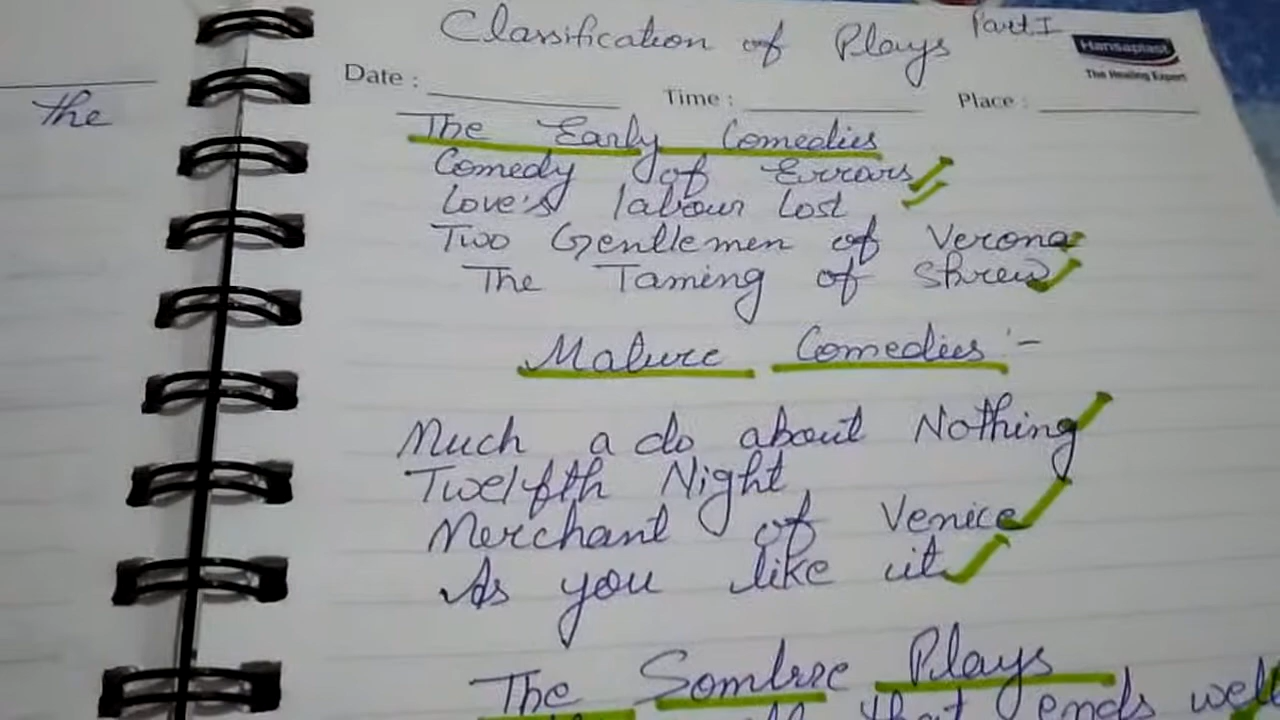 Classification of Plays Part I
Hansaplast
The Healing Expert
Date :
Time :
Place :
the
The Early Comedies
Comedy of Errors
Love's labour Lost
Two Gentlemen of Verona
The Taming of Shrew
Mature Comedies :-
Much a do about Nothing
Twelfth Night
Merchant of Venice
As you like it
The Sombre Plays
that ends well